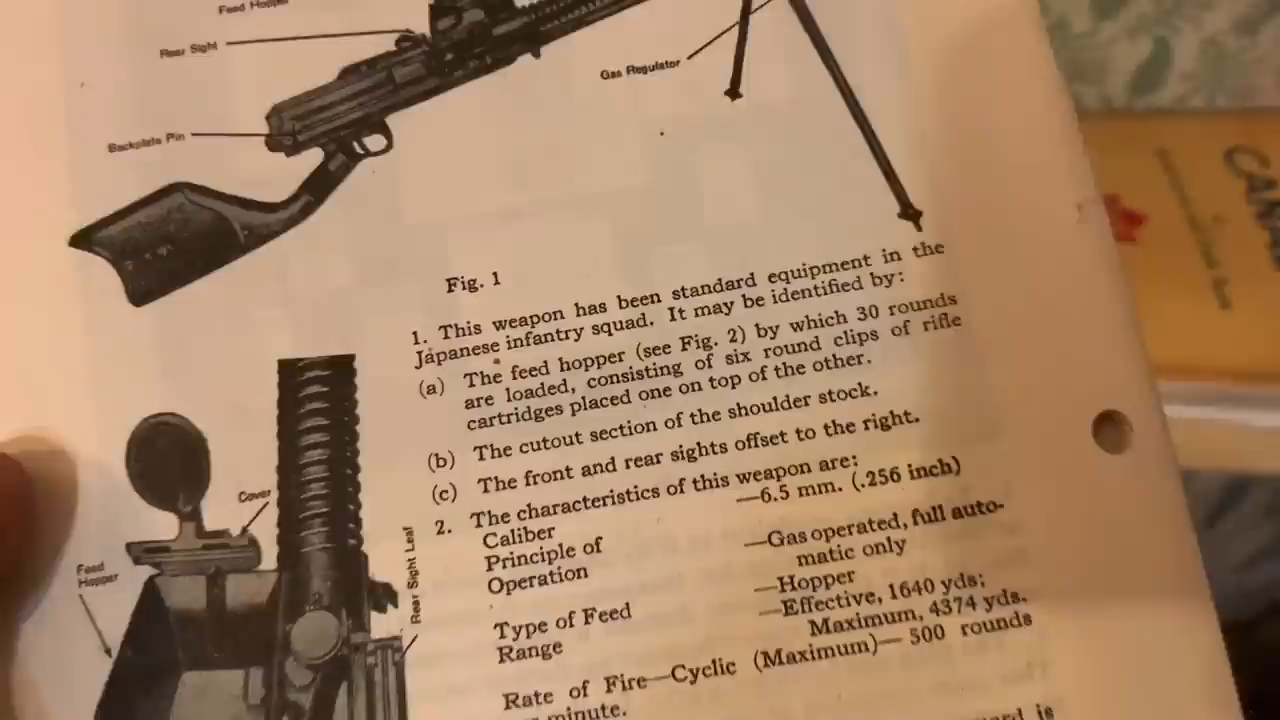 Feed Hopper
Rear Sight
Gas Regulator
Backplate Pin
Fig. 1
1. This weapon has been standard equipment in the
Japanese infantry squad. It may be identified by:
(a) The feed hopper (see Fig. 2) by which 30 rounds
are loaded, consisting of six round clips of rifle
cartridges placed one on top of the other.
(b) The cutout section of the shoulder stock.
(c) The front and rear sights offset to the right.
2. The characteristics of this weapon are:
Caliber —6.5 mm. (.256 inch)
Principle of
Operation —Gas operated, full auto-
matic only
Type of Feed —Hopper
Range —Effective, 1640 yds;
Maximum, 4374 yds.
Rate of Fire—Cyclic (Maximum)— 500 rounds
minute.
is
Cover
Feed
Hopper
Rear Sight Leaf